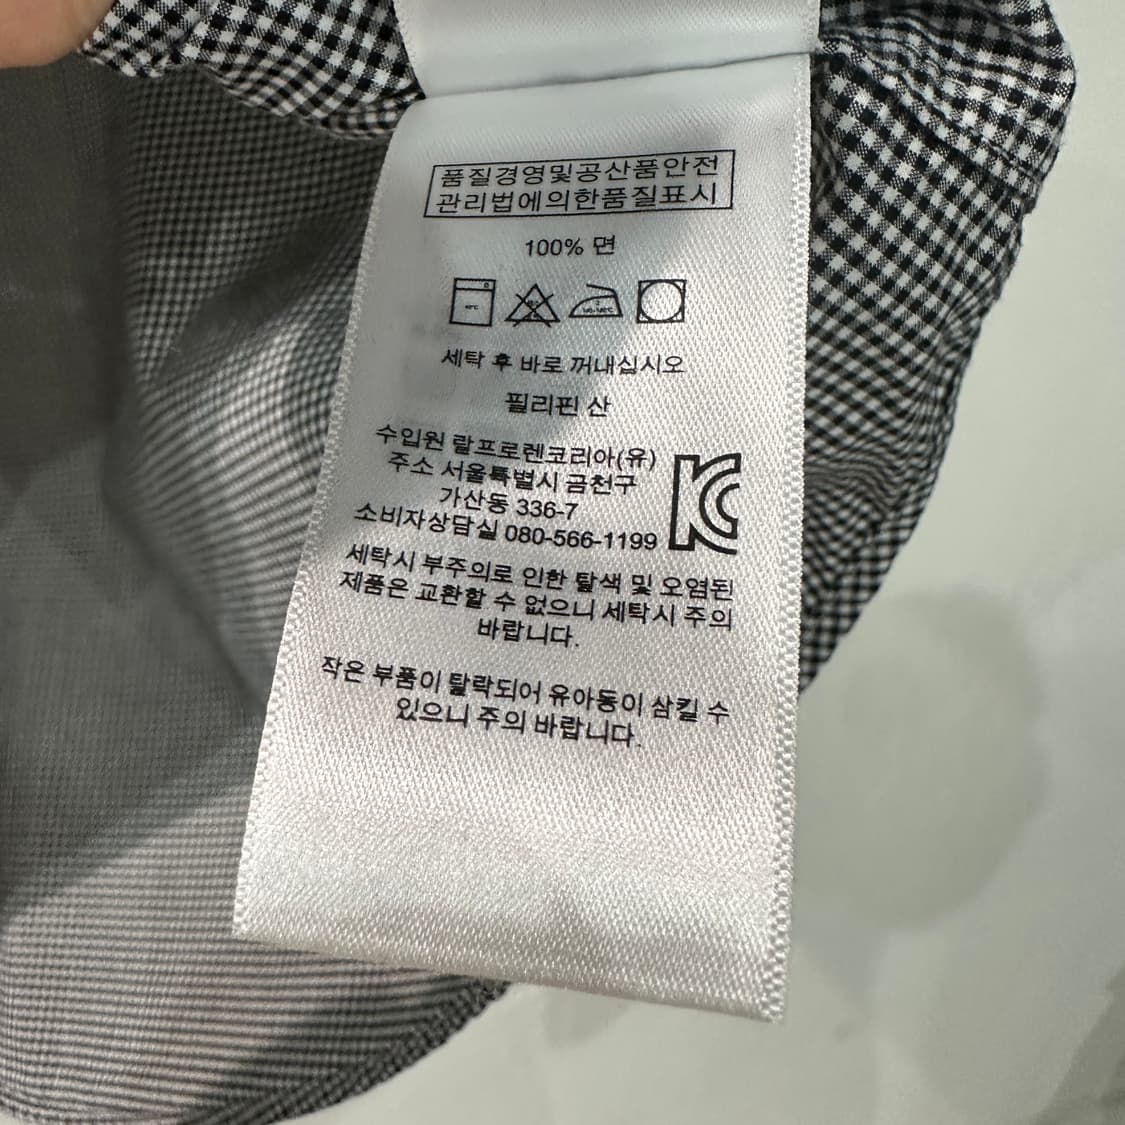 품질경영및공산품안전
관리법에의한품질표시
100% 면
세탁 후 바로 꺼내십시오
필리핀 산
수입원 랄프로렌코리아(유)
주소 서울특별시 금천구
가산동 336-7
소비자상담실 080-566-1199
세탁시 부주의로 인한 탈색 및 오염된
제품은 교환할 수 없으니 세탁시 주의
바랍니다.
작은 부품이 탈락되어 유아동이 삼킬 수
있으니 주의 바랍니다.